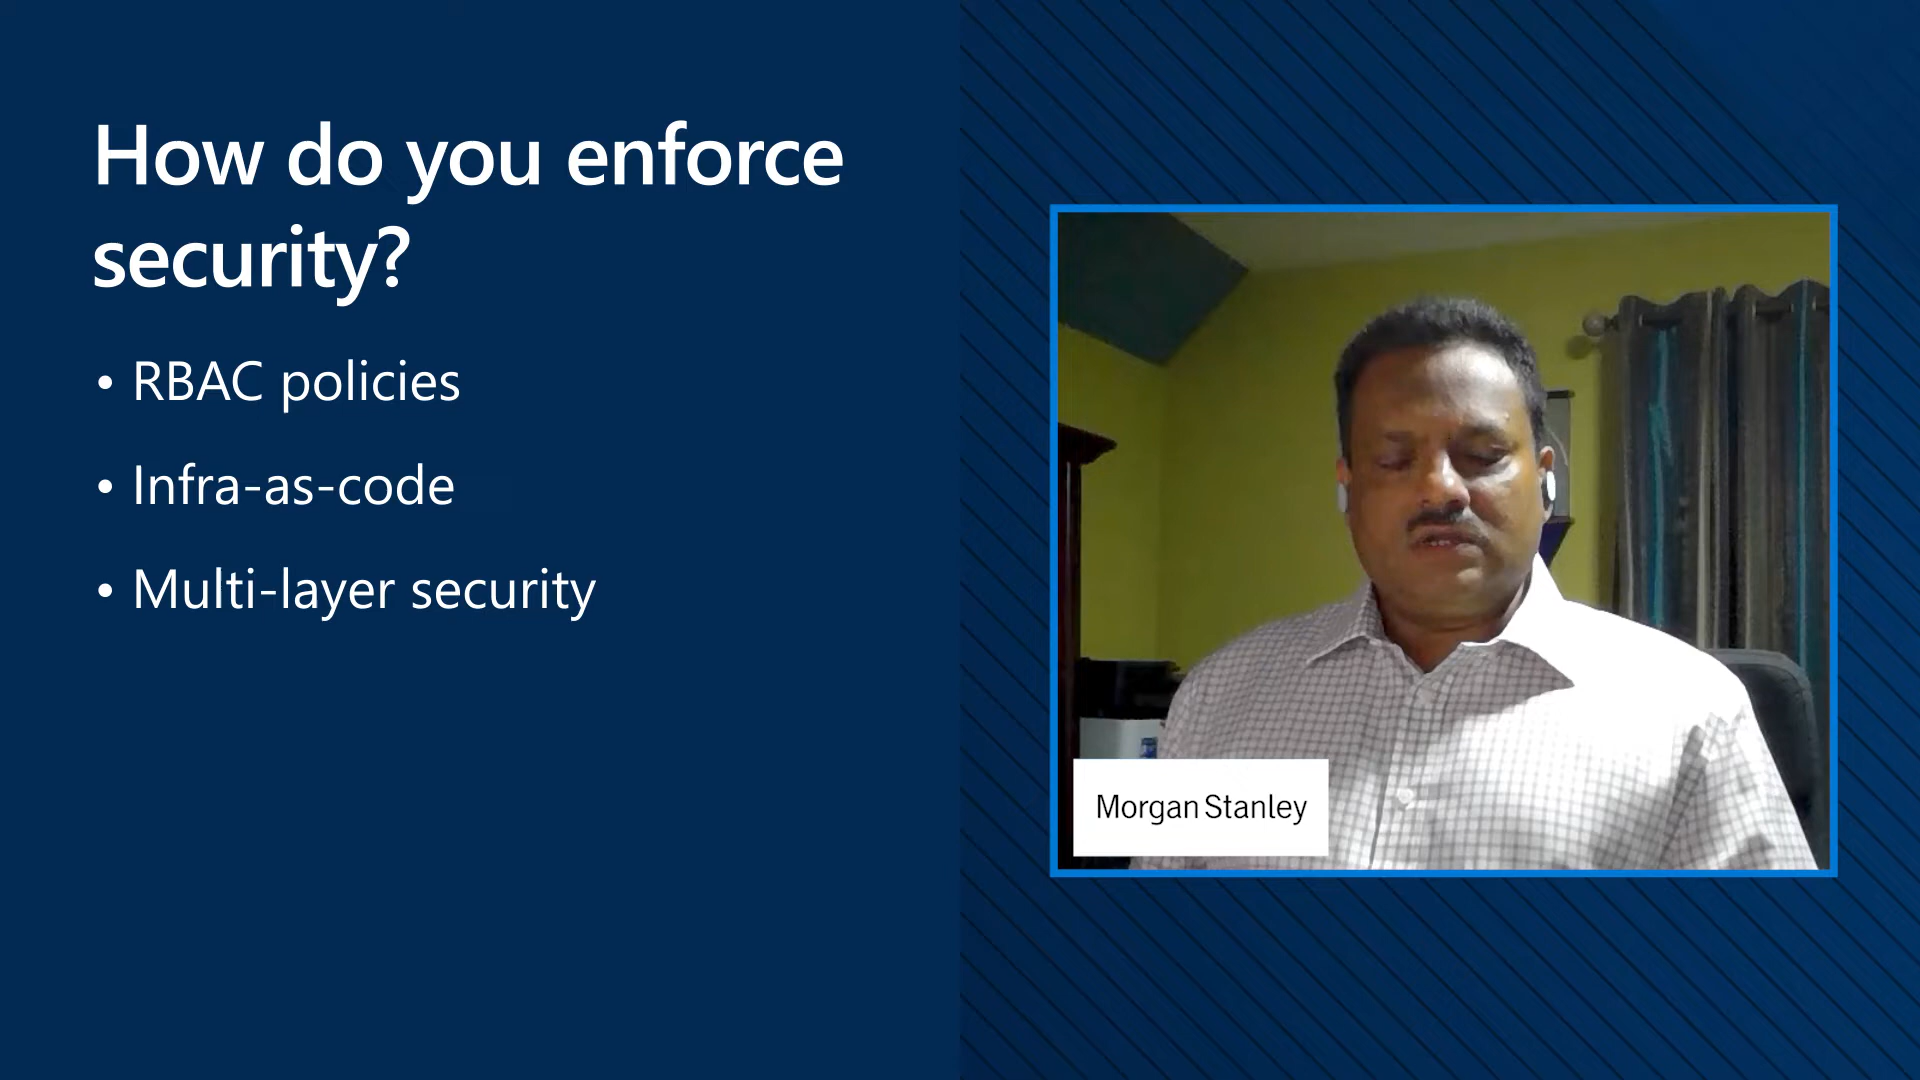 How do you enforce
security?
• RBAC policies
• Infra-as-code
• Multi-layer security
Morgan Stanley